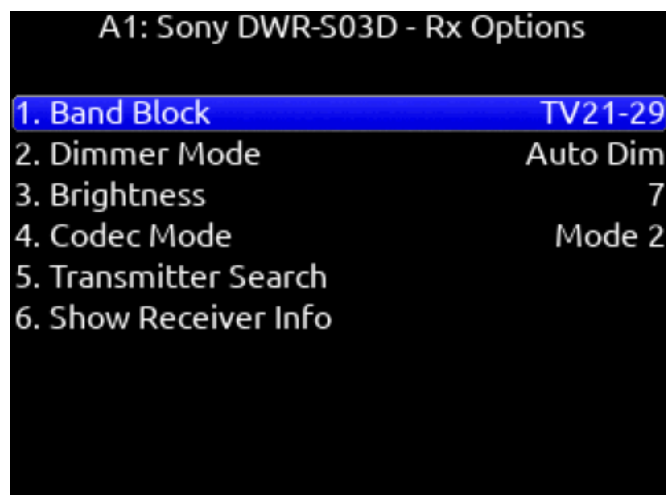 A1: Sony DWR-S03D - Rx Options
1. Band Block TV21-29
2. Dimmer Mode Auto Dim
3. Brightness 7
4. Codec Mode Mode 2
5. Transmitter Search
6. Show Receiver Info